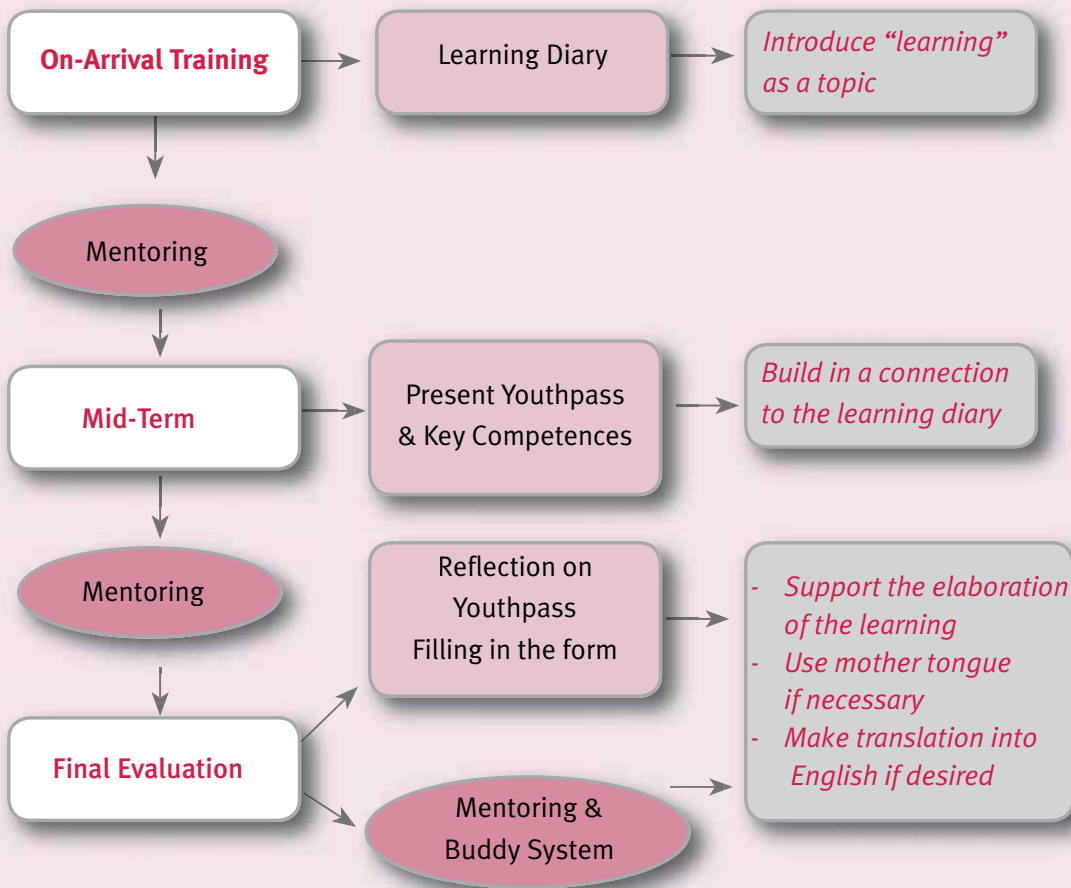 On-Arrival Training
Learning Diary
Introduce “learning”
as a topic
Mentoring
Mid-Term
Present Youthpass
& Key Competences
Build in a connection
to the learning diary
Mentoring
Reflection on
Youthpass
Filling in the form
- Support the elaboration
of the learning
- Use mother tongue
if necessary
- Make translation into
English if desired
Final Evaluation
Mentoring &
Buddy System